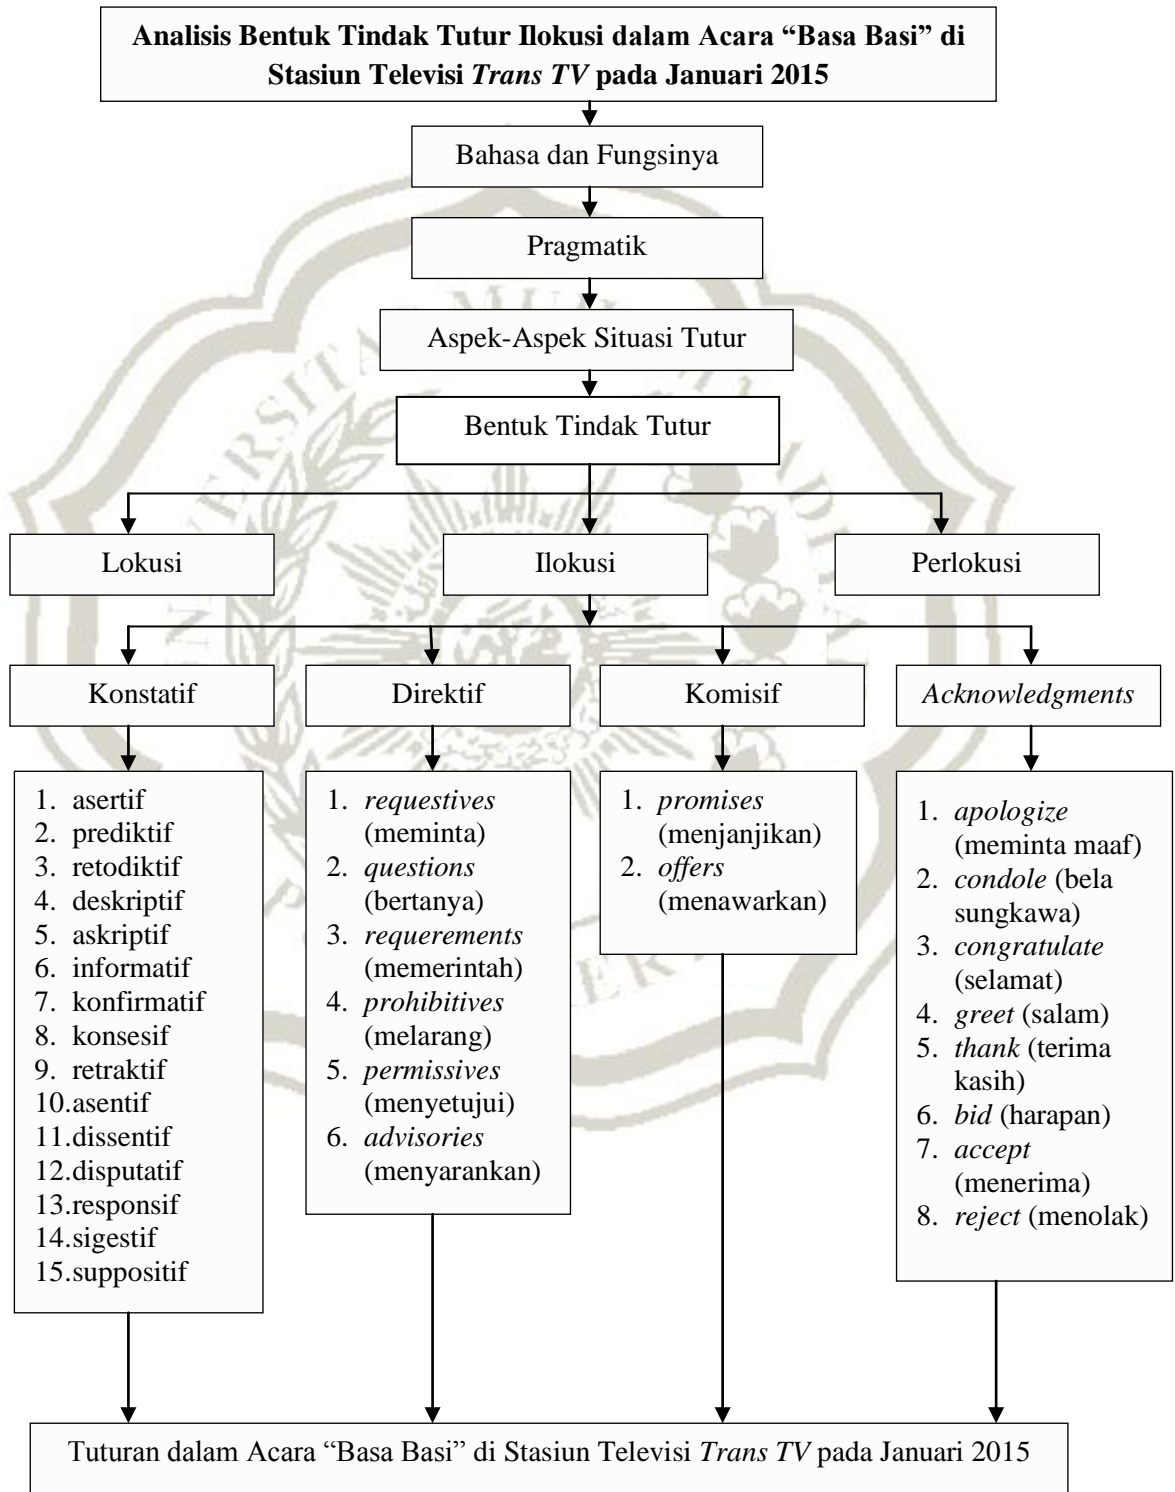 Analisis Bentuk Tindak Tutur Ilokusi dalam Acara “Basa Basi” di
Stasiun Televisi Trans TV pada Januari 2015
Bahasa dan Fungsinya
Pragmatik
Aspek-Aspek Situasi Tutur
Bentuk Tindak Tutur
Lokusi
Ilokusi
Perlokusi
Konstatif
Direktif
Komisif
Acknowledgments
1. asertif
2. prediktif
3. retodiktif
4. deskriptif
5. askriptif
6. informatif
7. konfirmatif
8. konsesif
9. retraktif
10.asentif
11.dissentif
12.disputatif
13.responsif
14.sigestif
15.suppositif
1. requestives
(meminta)
2. questions
(bertanya)
3. requerements
(memerintah)
4. prohibitives
(melarang)
5. permissives
(menyetujui)
6. advisories
(menyarankan)
1. promises
(menjanjikan)
2. offers
(menawarkan)
1. apologize
(meminta maaf)
2. condole (bela
sungkawa)
3. congratulate
(selamat)
4. greet (salam)
5. thank (terima
kasih)
6. bid (harapan)
7. accept
(menerima)
8. reject (menolak)
Tuturan dalam Acara “Basa Basi” di Stasiun Televisi Trans TV pada Januari 2015